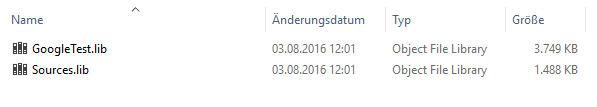 Name Änderungsdatum Typ Größe
GoogleTest.lib 03.08.2016 12:01 Object File Library 3.749 KB
Sources.lib 03.08.2016 12:01 Object File Library 1.488 KB